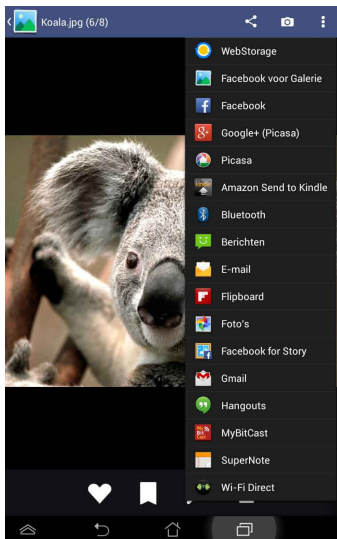 Koala.jpg (6/8)
WebStorage
Facebook voor Galerie
Facebook
Google+ (Picasa)
Picasa
Amazon Send to Kindle
Bluetooth
Berichten
E-mail
Flipboard
Foto's
Facebook for Story
Gmail
Hangouts
MyBitCast
SuperNote
Wi-Fi Direct